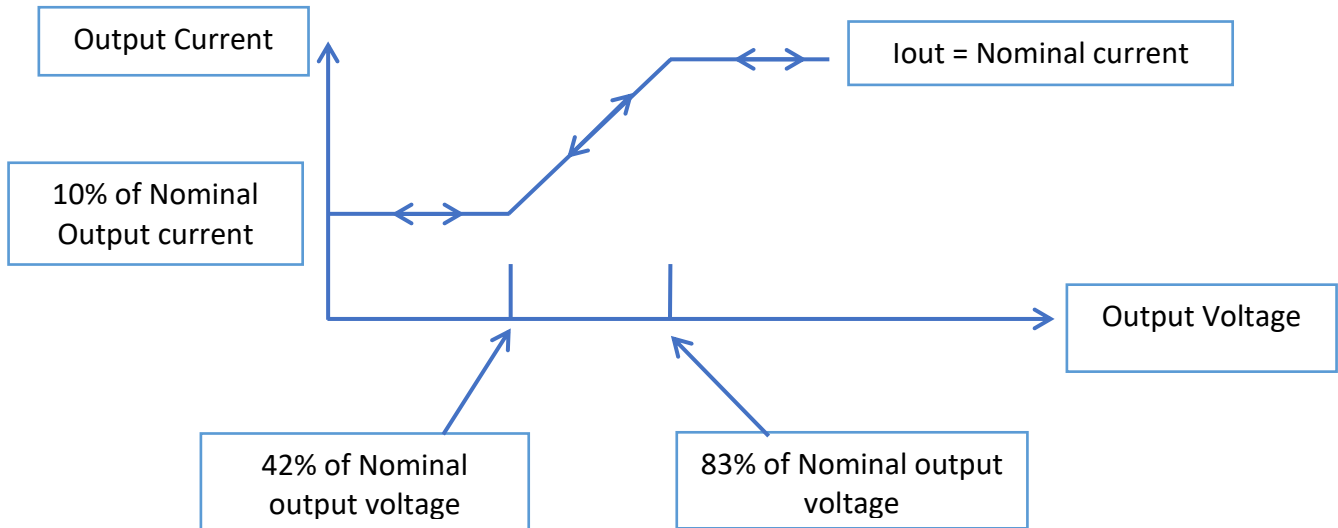 Output Current
Iout = Nominal current
10% of Nominal
Output current
Output Voltage
42% of Nominal
output voltage
83% of Nominal output
voltage